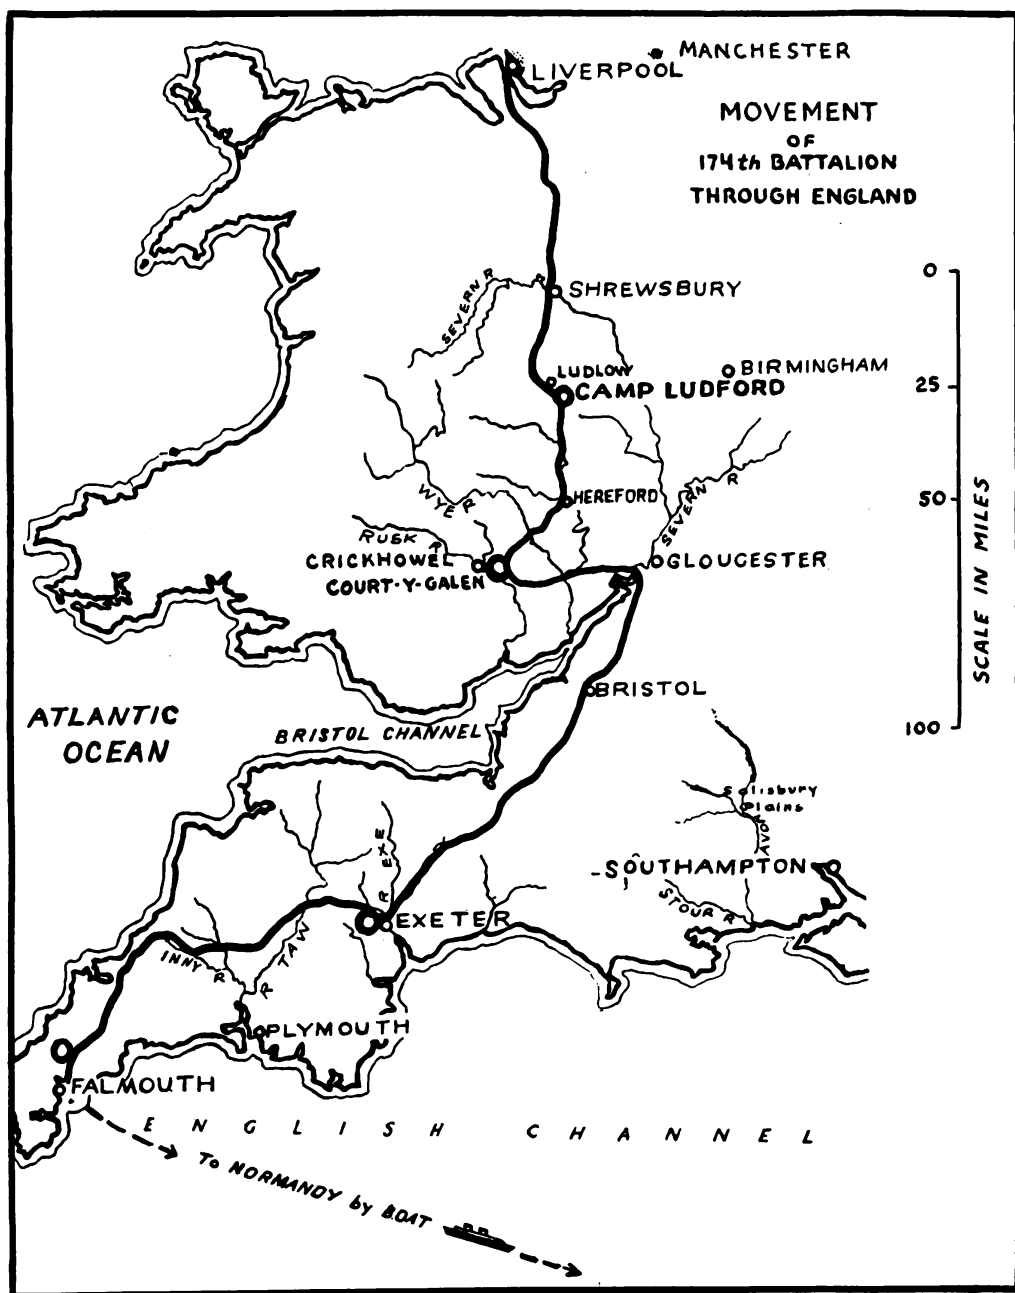 MANCHESTER
LIVERPOOL
MOVEMENT
OF
174th BATTALION
THROUGH ENGLAND
0
SEVERN R
SHREWSBURY
LUDLOW
BIRMINGHAM
25
CAMP LUDFORD
WYE R
HEREFORD
SEVERN R
50
SCALE IN MILES
RUSK R
CRICKHOWEL
COURT-Y-GALEN
GLOUCESTER
BRISTOL
ATLANTIC
OCEAN
BRISTOL CHANNEL
100
Salisbury
Plains
AVON
R EXE
SOUTHAMPTON
STOUR R
EXETER
INNY R
R TAW
PLYMOUTH
FALMOUTH
ENGLISH CHANNEL
To NORMANDY by BOAT